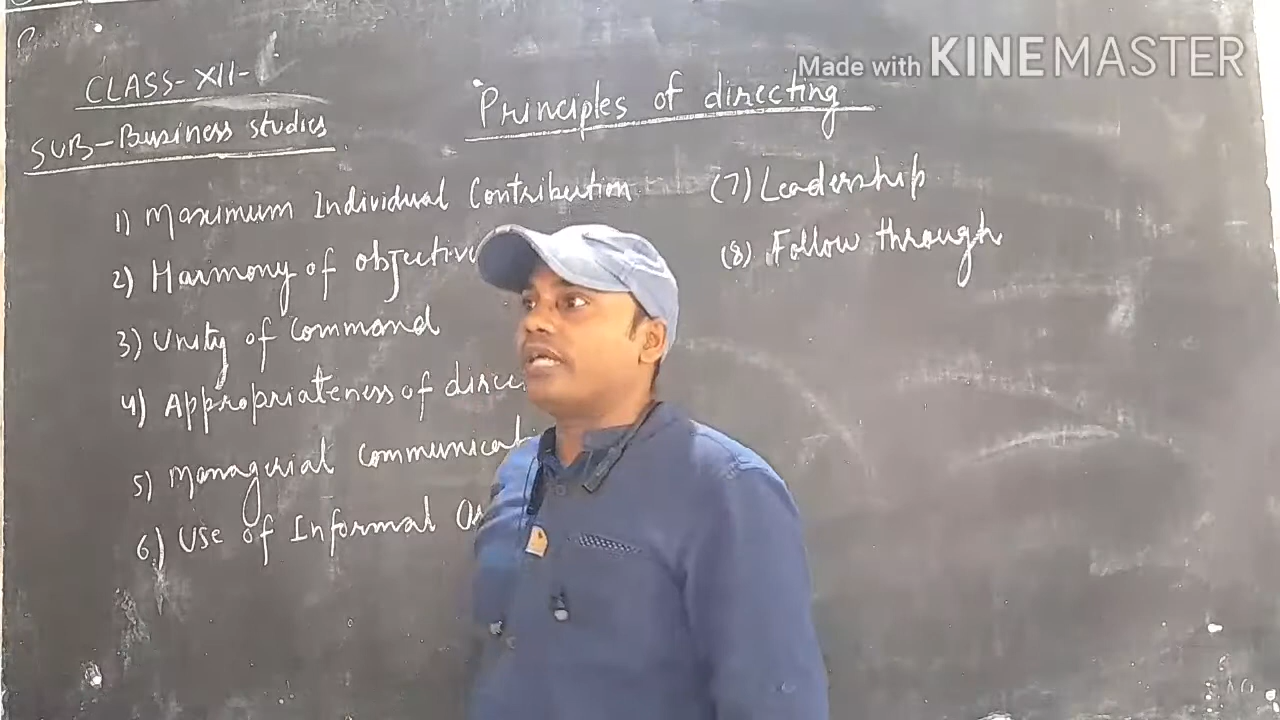 Made with KINEMASTER
CLASS-XII-
SUB-Business studies
Principles of directing
1) Maximum Individual Contribution
2) Harmony of objective
3) Unity of Command
4) Appropriateness of
5) Managerial Communicat
6) Use of Informal
(7) Leadership
(8) Follow through